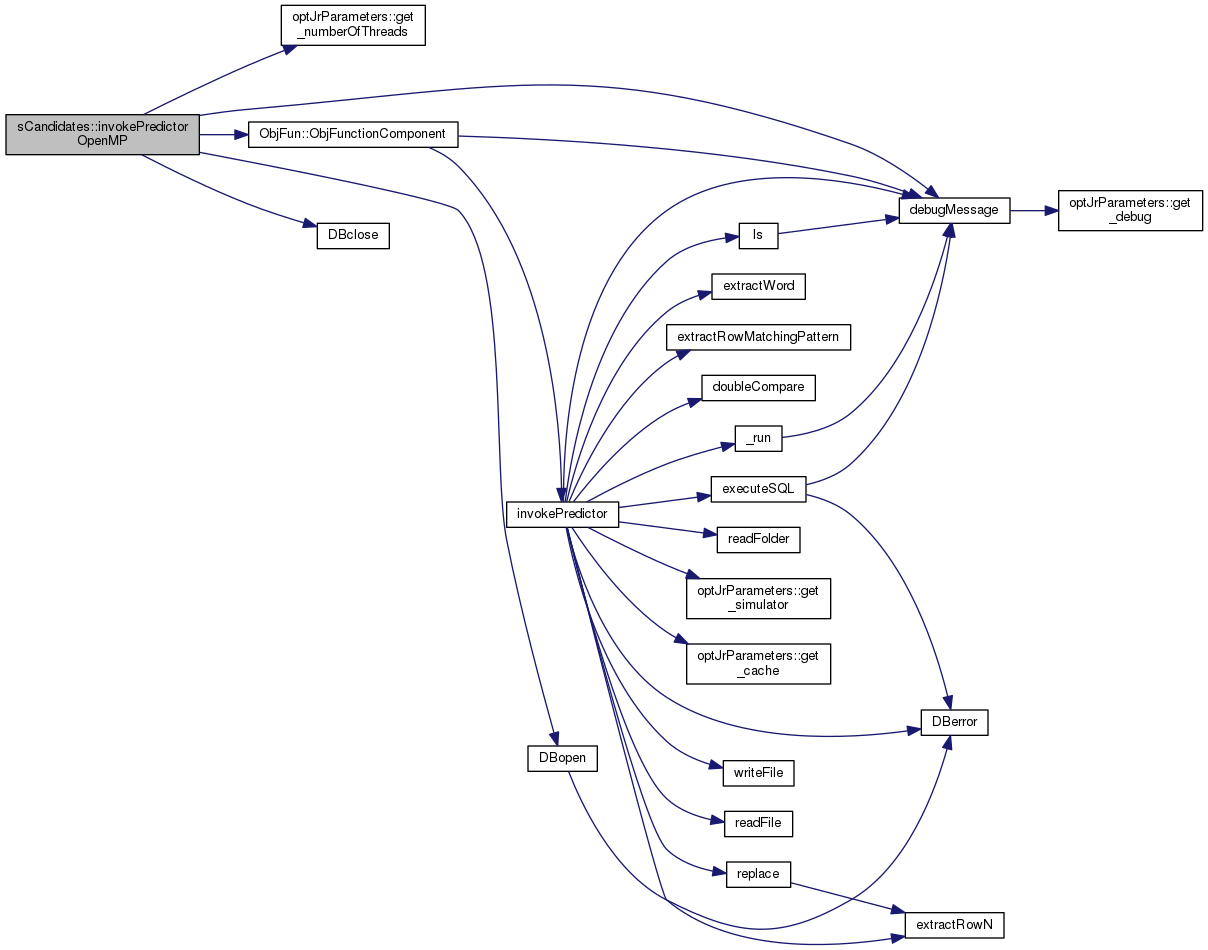 optJrParameters::get
_numberOfThreads
sCandidates::invokePredictor
OpenMP
ObjFun::ObjFunctionComponent
DBclose
debugMessage
optJrParameters::get
_debug
ls
extractWord
extractRowMatchingPattern
doubleCompare
_run
executeSQL
invokePredictor
readFolder
optJrParameters::get
_simulator
optJrParameters::get
_cache
DBerror
DBopen
writeFile
readFile
replace
extractRowN